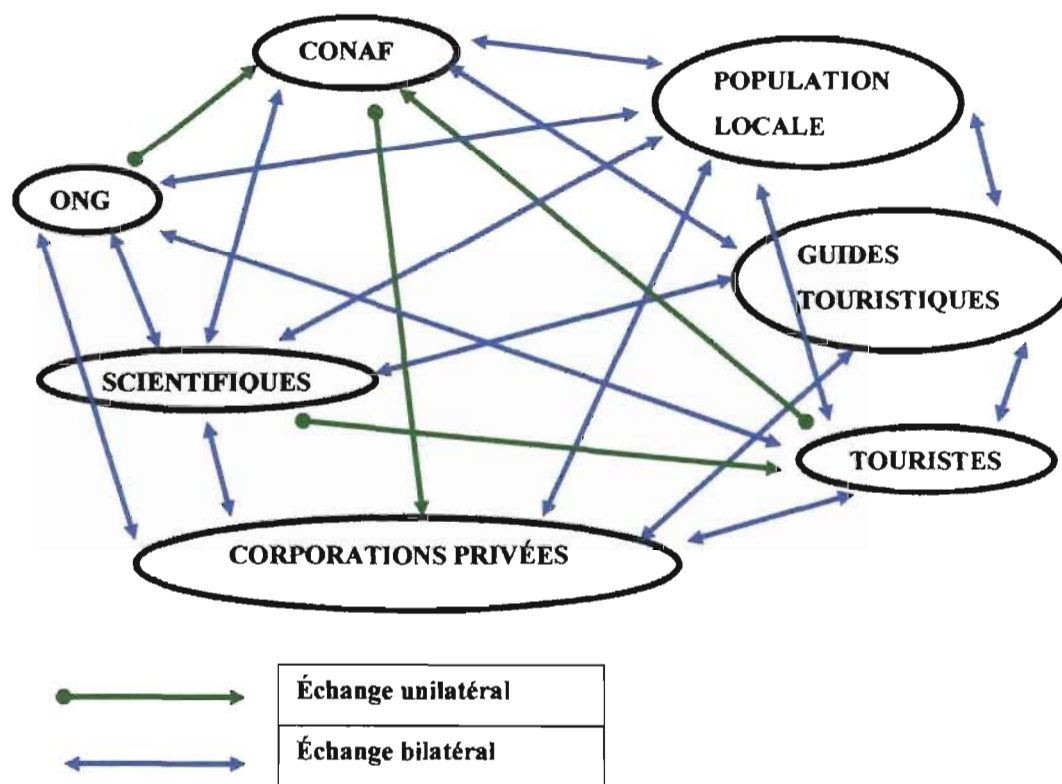 CONAF
POPULATION
LOCALE
ONG
GUIDES
TOURISTIQUES
SCIENTIFIQUES
TOURISTES
CORPORATIONS PRIVÉES
Échange unilatéral
Échange bilatéral